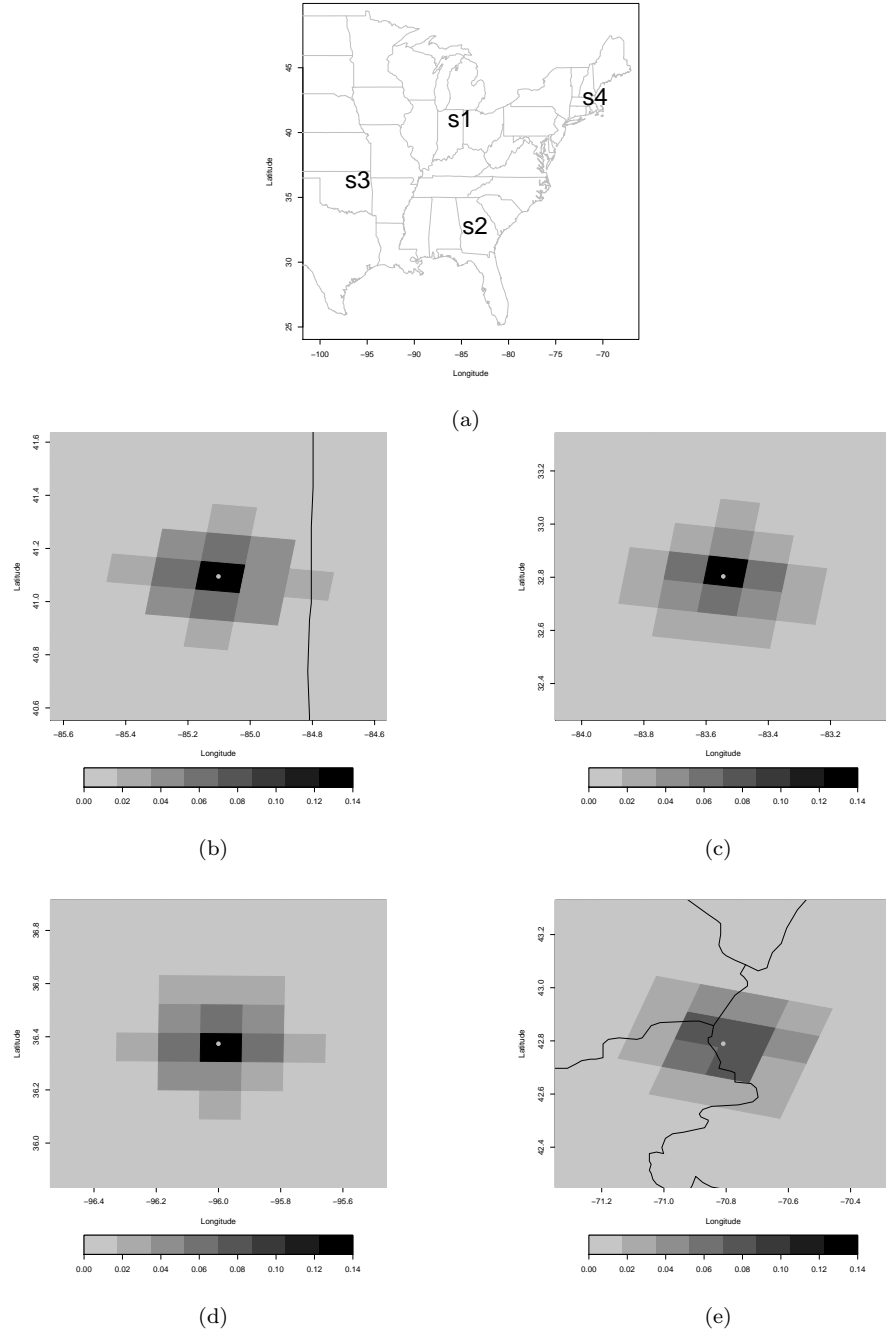 45
40
35
30
25
Latitude
s1
s2
s3
s4
−100 −95 −90 −85 −80 −75 −70
Longitude
(a)
41.6
41.4
41.2
41.0
40.8
40.6
Latitude
−85.6 −85.4 −85.2 −85.0 −84.8 −84.6
Longitude
0.00 0.02 0.04 0.06 0.08 0.10 0.12 0.14
(b)
33.2
33.0
32.8
32.6
32.4
Latitude
−84.0 −83.8 −83.6 −83.4 −83.2
Longitude
0.00 0.02 0.04 0.06 0.08 0.10 0.12 0.14
(c)
36.8
36.6
36.4
36.2
36.0
Latitude
−96.4 −96.2 −96.0 −95.8 −95.6
Longitude
0.00 0.02 0.04 0.06 0.08 0.10 0.12 0.14
(d)
43.2
43.0
42.8
42.6
42.4
Latitude
−71.2 −71.0 −70.8 −70.6 −70.4
Longitude
0.00 0.02 0.04 0.06 0.08 0.10 0.12 0.14
(e)